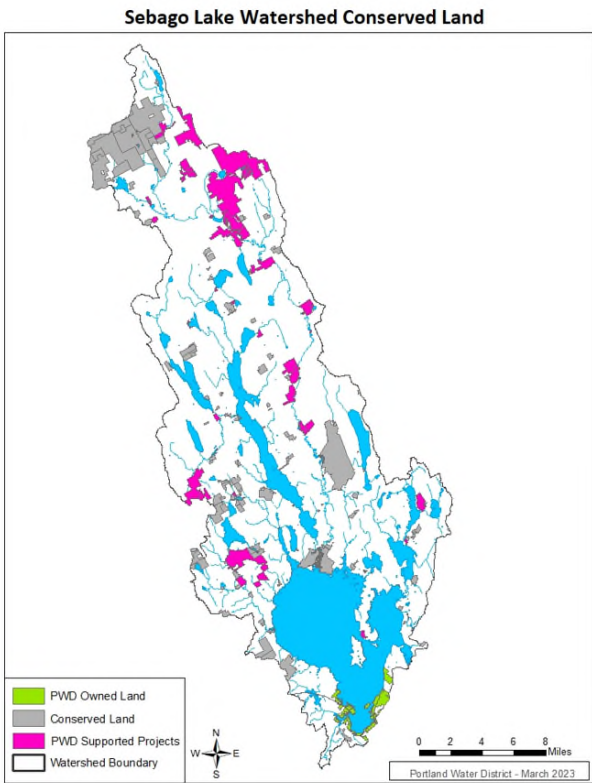 Sebago Lake Watershed Conserved Land
PWD Owned Land
Conserved Land
PWD Supported Projects
Watershed Boundary
N
W E
S
0 2 4 6 8
Miles
Portland Water District - March 2023